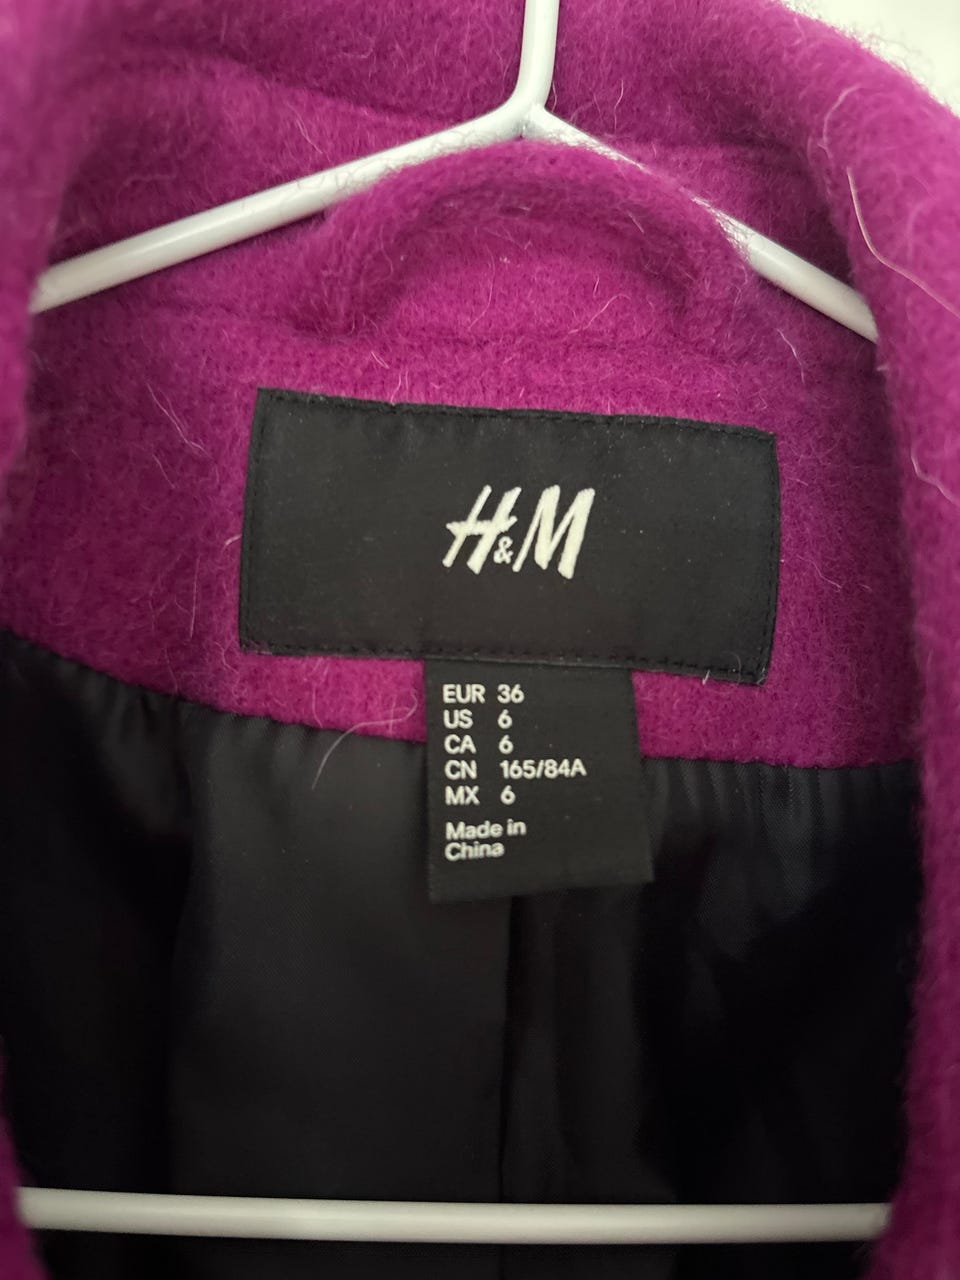 H&M
EUR 36
US 6
CA 6
CN 165/84A
MX 6
Made in
China